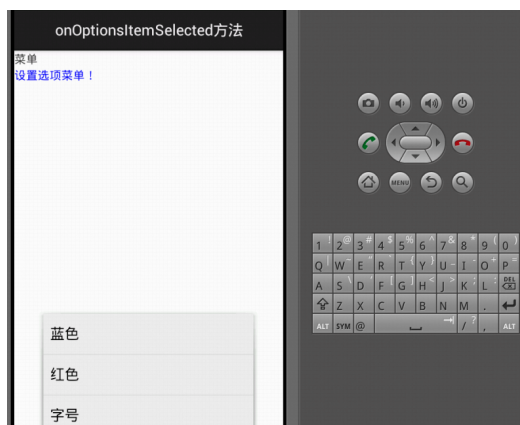 onOptionsItemSelected方法
菜单
设置选项菜单！
蓝色
红色
字号
MENU
1 ! 2 @ 3 # 4 $ 5 % 6 ^ 7 & 8 * 9 ( 0 )
Q W E R T Y U I O P
A S D F G H J K L DEL
Z X C V B N M .
ALT SYM @ / ? , ALT